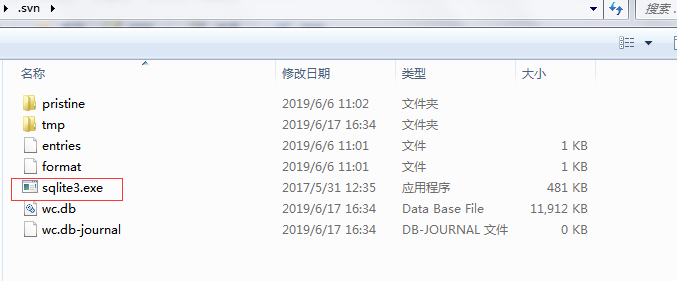 .svn
搜索 .
名称 修改日期 类型 大小
pristine 2019/6/6 11:02 文件夹
tmp 2019/6/17 16:34 文件夹
entries 2019/6/6 11:01 文件 1 KB
format 2019/6/6 11:01 文件 1 KB
sqlite3.exe 2017/5/31 12:35 应用程序 481 KB
wc.db 2019/6/17 16:34 Data Base File 11,912 KB
wc.db-journal 2019/6/17 16:34 DB-JOURNAL 文件 0 KB